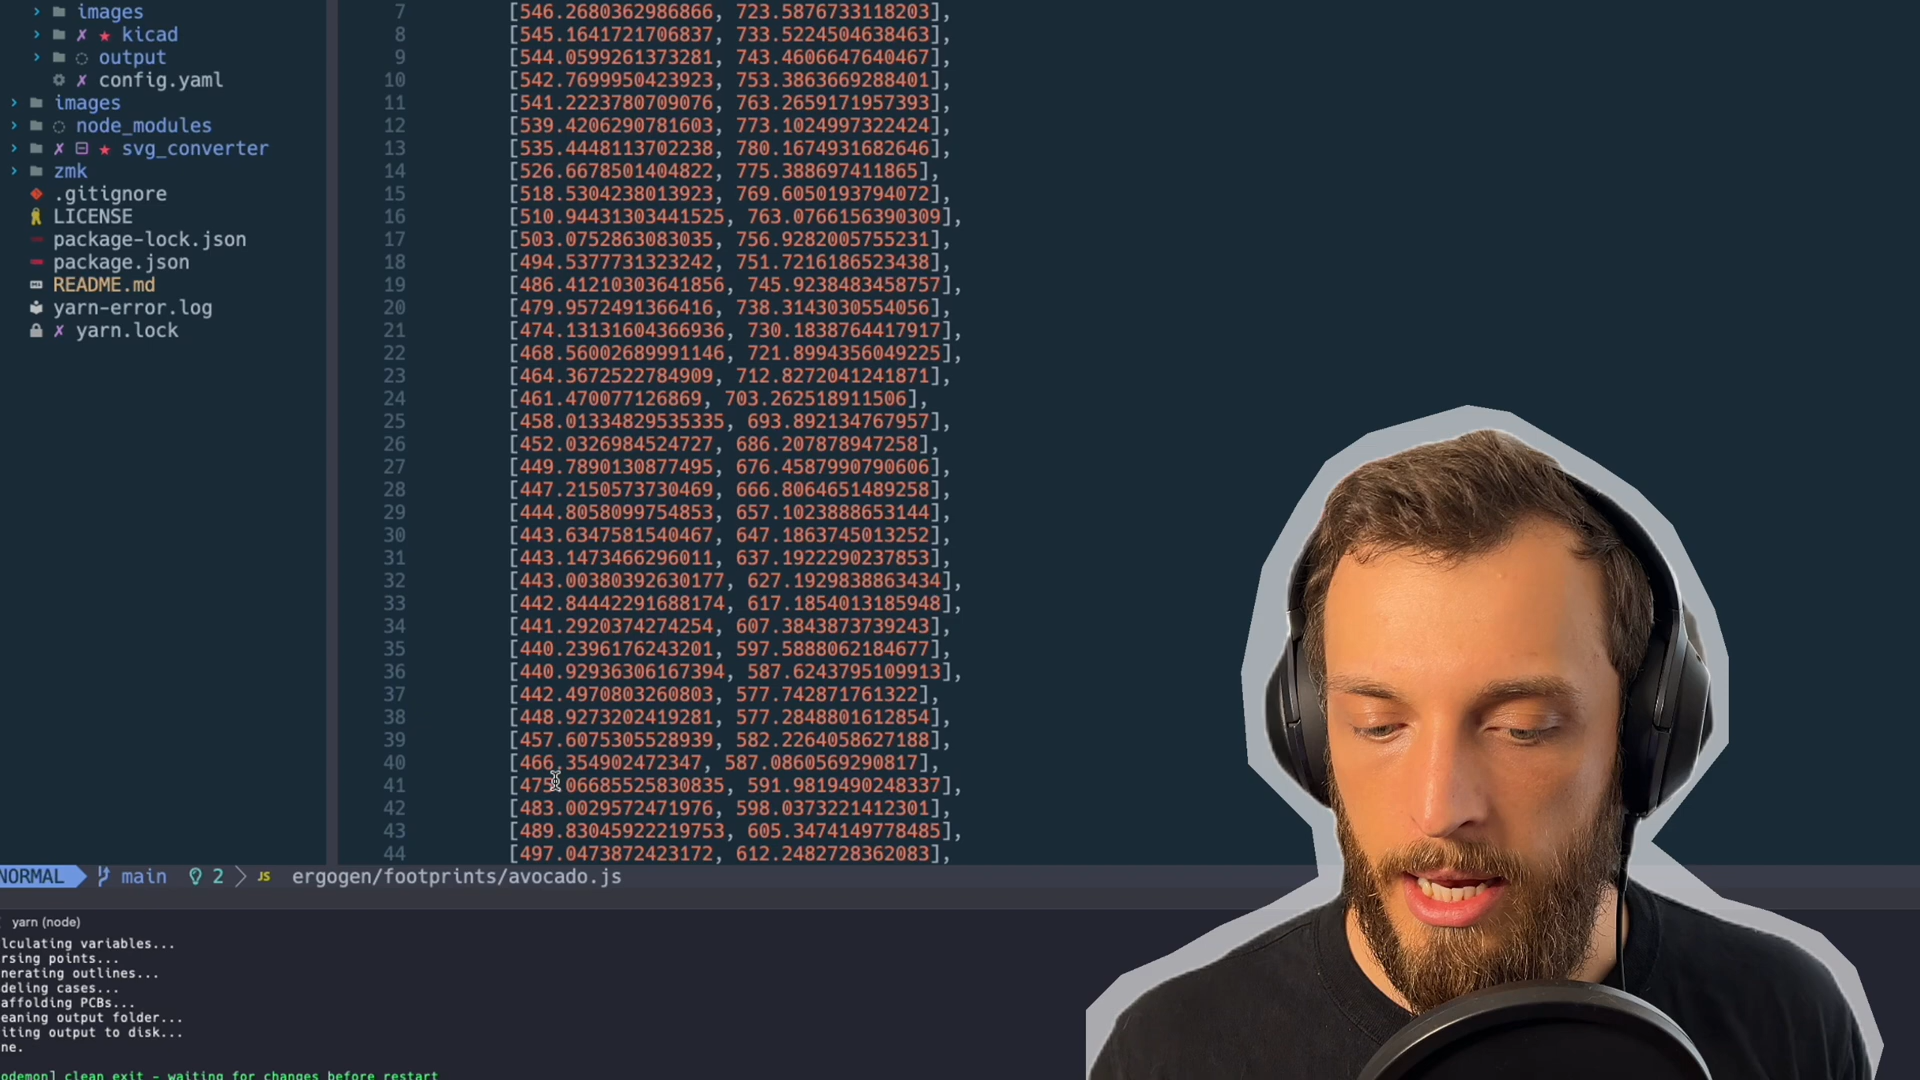 images
✗ ★ kicad
output
✗ config.yaml
images
node_modules
✗ ★ svg_converter
zmk
.gitignore
LICENSE
package-lock.json
package.json
README.md
yarn-error.log
✗ yarn.lock
7 [546.2680362986866, 723.5876733118203],
8 [545.1641721706837, 733.5224504638463],
9 [544.0599261373281, 743.4606647640467],
10 [542.7699950423923, 753.3863669288401],
11 [541.2223780709076, 763.2659171957393],
12 [539.4206290781603, 773.1024997322424],
13 [535.4448113702238, 780.1674931682646],
14 [526.6678501404822, 775.388697411865],
15 [518.5304238013923, 769.6050193794072],
16 [510.94431303441525, 763.0766156390309],
17 [503.0752863083035, 756.9282005755231],
18 [494.5377731323242, 751.7216186523438],
19 [486.41210303641856, 745.9238483458757],
20 [479.9572491366416, 738.3143030554056],
21 [474.13131604366936, 730.1838764417917],
22 [468.56002689991146, 721.8994356049225],
23 [464.3672522784909, 712.8272041241871],
24 [461.470077126869, 703.262518911506],
25 [458.01334829535335, 693.892134767957],
26 [452.0326984524727, 686.207878947258],
27 [449.7890130877495, 676.4587990790606],
28 [447.2150573730469, 666.8064651489258],
29 [444.8058099754853, 657.1023888653144],
30 [443.6347581540467, 647.1863745013252],
31 [443.1473466296011, 637.1922290237853],
32 [443.00380392630177, 627.1929838863434],
33 [442.84442291688174, 617.1854013185948],
34 [441.2920374274254, 607.3843873739243],
35 [440.2396176243201, 597.5888062184677],
36 [440.92936306167394, 587.6243795109913],
37 [442.4970803260803, 577.742871761322],
38 [448.9273202419281, 577.2848801612854],
39 [457.6075305528939, 582.2264058627188],
40 [466.354902472347, 587.0860569290817],
41 [475.06685525830835, 591.9819490248337],
42 [483.0029572471976, 598.0373221412301],
43 [489.83045922219753, 605.3474149778485],
44 [497.0473872423172, 612.2482728362083],
NORMAL main 2 JS ergogen/footprints/avocado.js
yarn (node)
lculating variables...
rsing points...
nerating outlines...
deling cases...
affolding PCBs...
eaning output folder...
iting output to disk...
ne.
odemon] clean exit - waiting for changes before restart